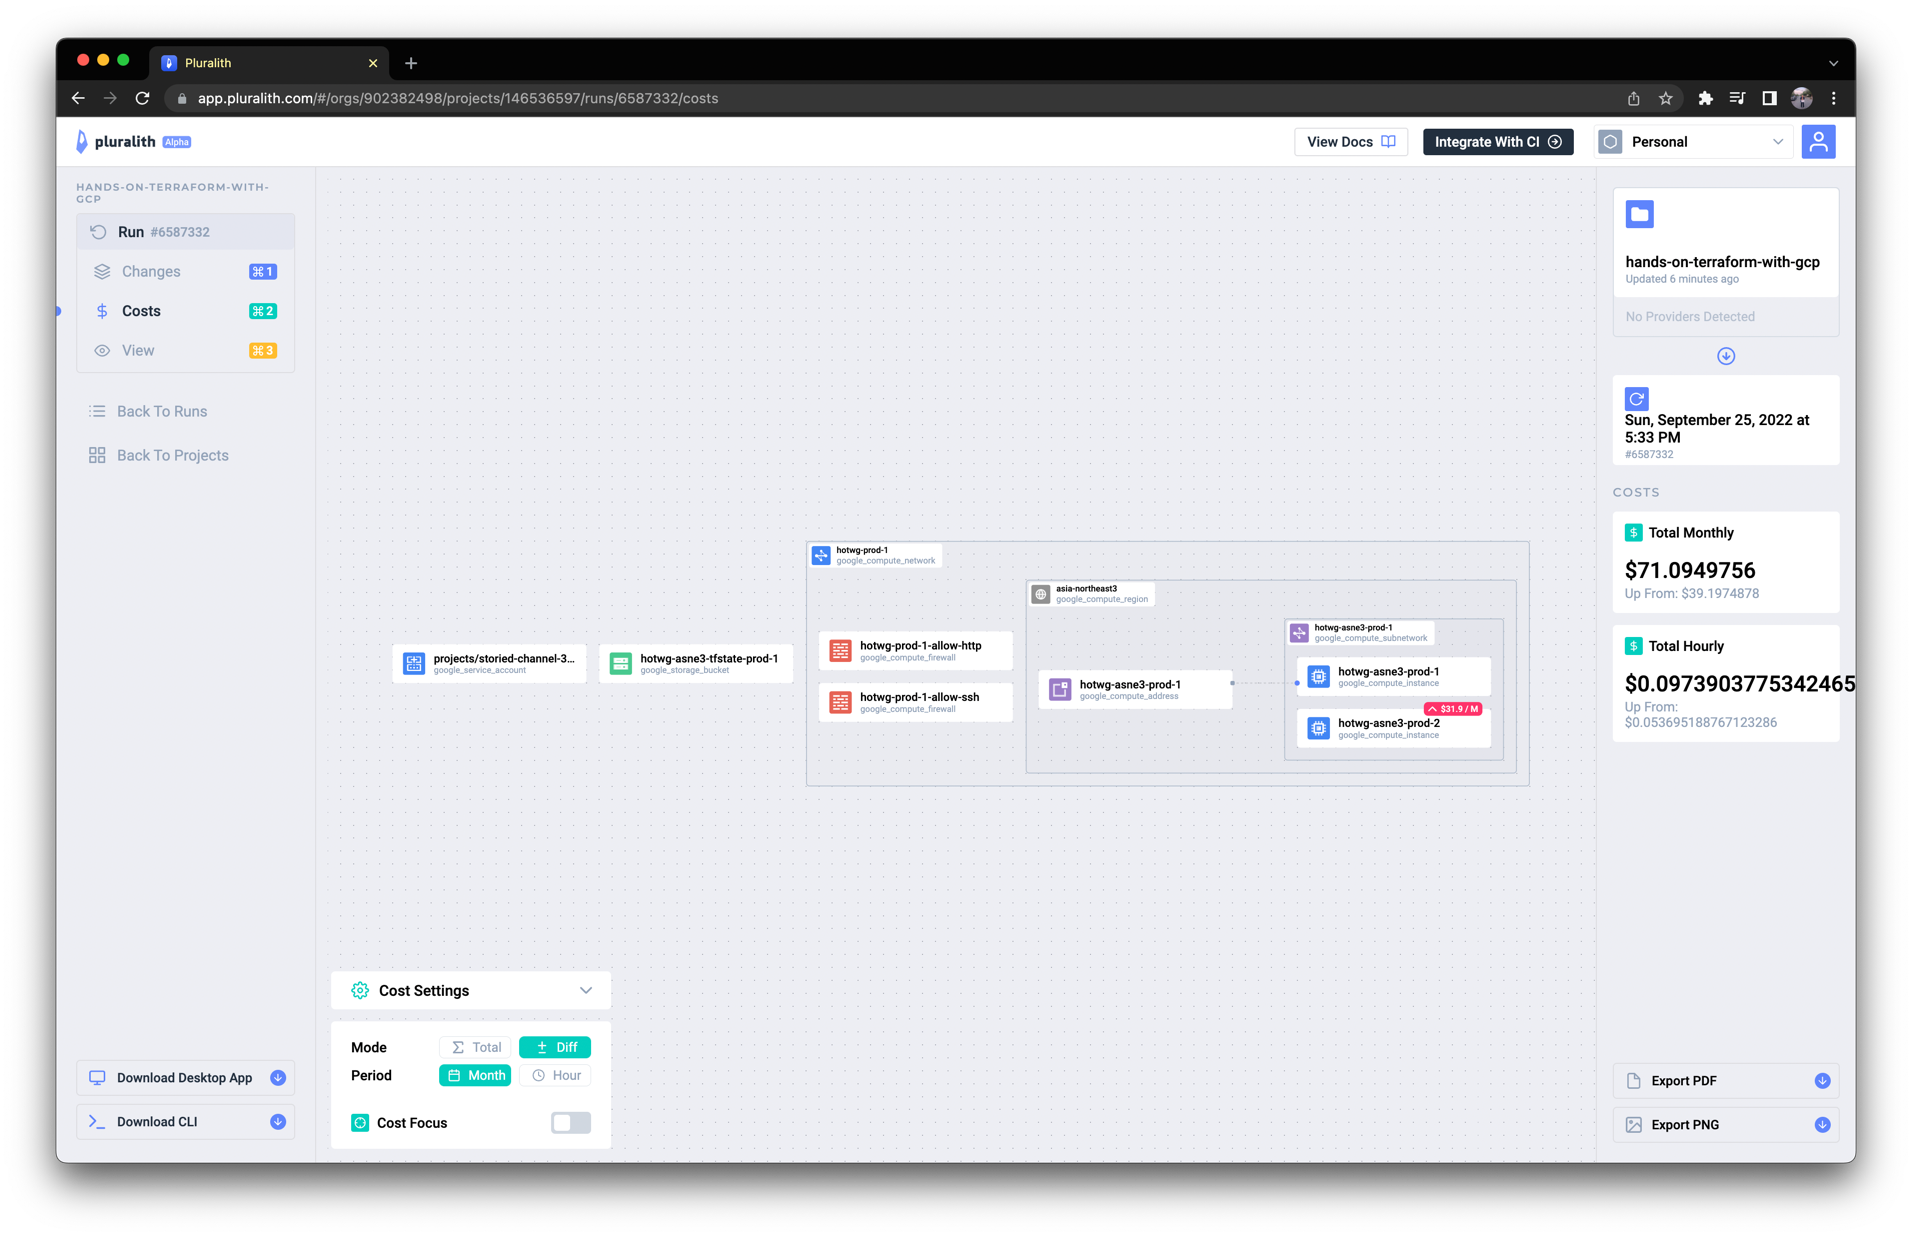 Pluralith
app.pluralith.com/#/orgs/902382498/projects/146536597/runs/6587332/costs
pluralith Alpha
View Docs
Integrate With CI
Personal
HANDS-ON-TERRAFORM-WITH-
GCP
Run #6587332
Changes ⌘1
Costs ⌘2
View ⌘3
Back To Runs
Back To Projects
Download Desktop App
Download CLI
projects/storied-channel-3...
google_service_account
hotwg-asne3-tfstate-prod-1
google_storage_bucket
hotwg-prod-1
google_compute_network
hotwg-prod-1-allow-http
google_compute_firewall
hotwg-prod-1-allow-ssh
google_compute_firewall
asia-northeast3
google_compute_region
hotwg-asne3-prod-1
google_compute_address
hotwg-asne3-prod-1
google_compute_subnetwork
hotwg-asne3-prod-1
google_compute_instance
$31.9 / M
hotwg-asne3-prod-2
google_compute_instance
Cost Settings
Mode Total Diff
Period Month Hour
Cost Focus
hands-on-terraform-with-gcp
Updated 6 minutes ago
No Providers Detected
Sun, September 25, 2022 at
5:33 PM
#6587332
COSTS
Total Monthly
$71.0949756
Up From: $39.1974878
Total Hourly
$0.0973903775342465
Up From:
$0.053695188767123286
Export PDF
Export PNG